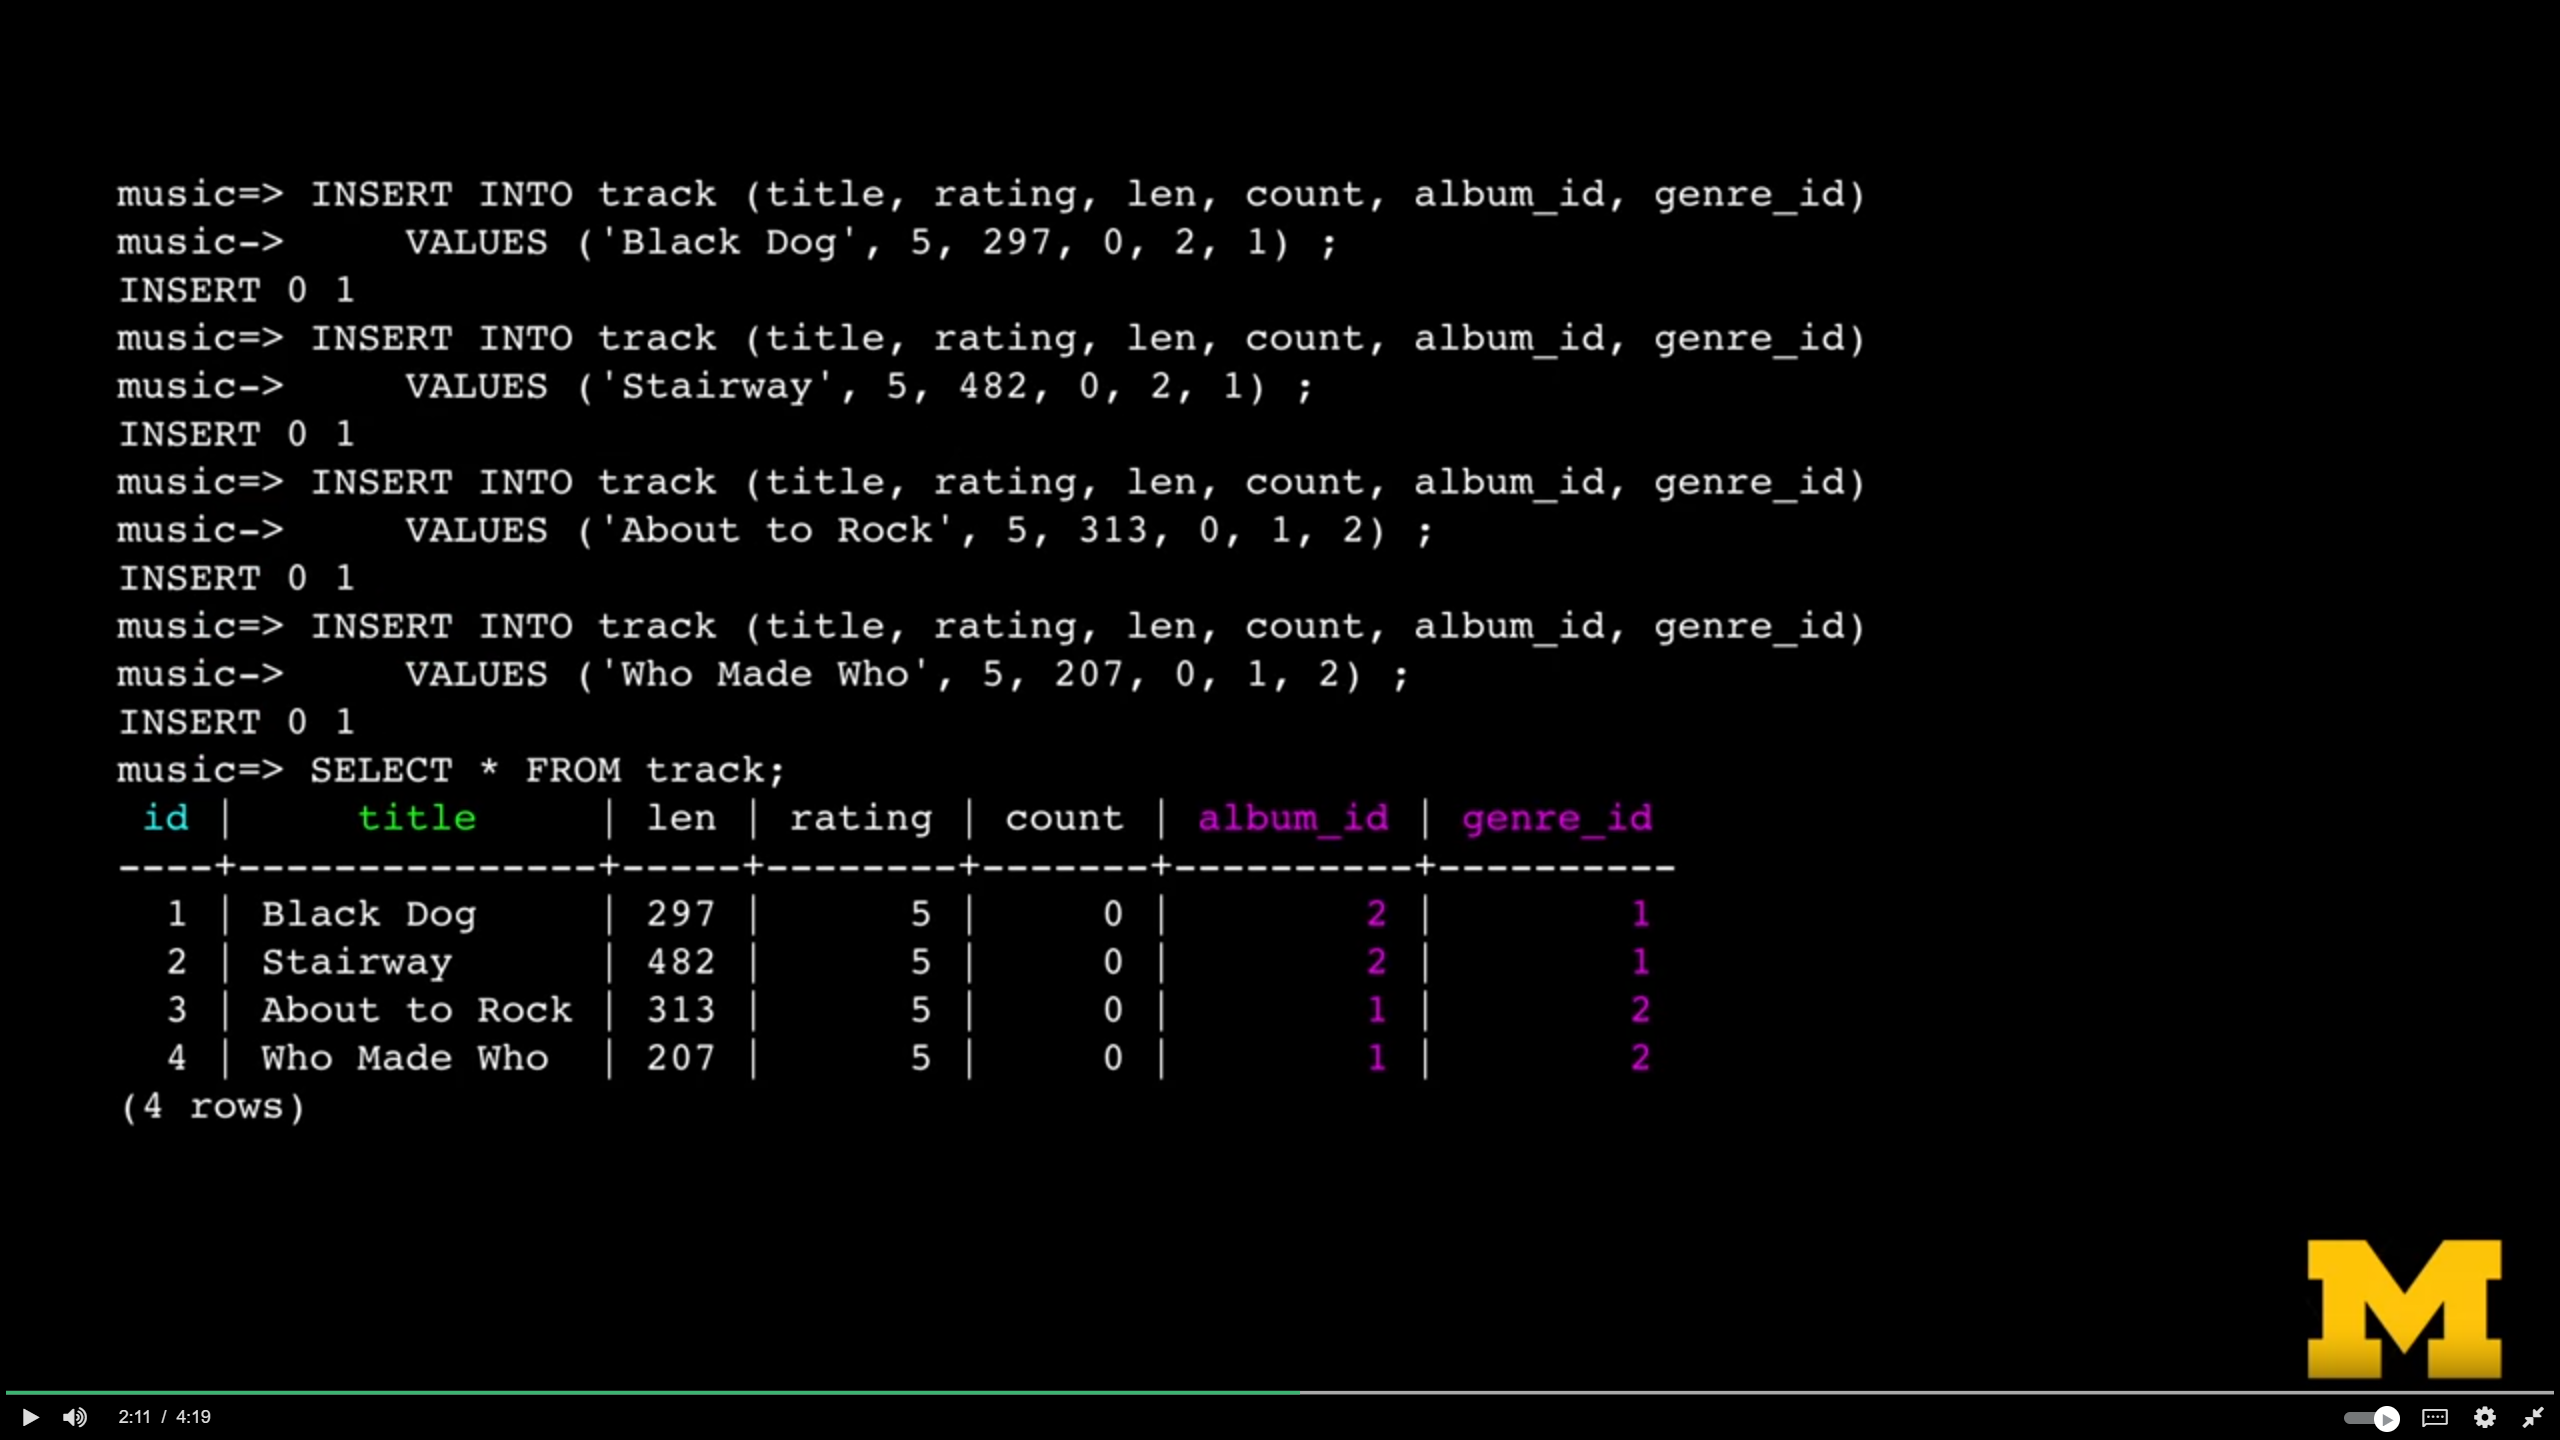 music=> INSERT INTO track (title, rating, len, count, album_id, genre_id)
music->     VALUES ('Black Dog', 5, 297, 0, 2, 1) ;
INSERT 0 1
music=> INSERT INTO track (title, rating, len, count, album_id, genre_id)
music->     VALUES ('Stairway', 5, 482, 0, 2, 1) ;
INSERT 0 1
music=> INSERT INTO track (title, rating, len, count, album_id, genre_id)
music->     VALUES ('About to Rock', 5, 313, 0, 1, 2) ;
INSERT 0 1
music=> INSERT INTO track (title, rating, len, count, album_id, genre_id)
music->     VALUES ('Who Made Who', 5, 207, 0, 1, 2) ;
INSERT 0 1
music=> SELECT * FROM track;
 id |     title     | len | rating | count | album_id | genre_id
----+---------------+-----+--------+-------+----------+----------
  1 | Black Dog     | 297 |      5 |     0 |        2 |        1
  2 | Stairway      | 482 |      5 |     0 |        2 |        1
  3 | About to Rock | 313 |      5 |     0 |        1 |        2
  4 | Who Made Who  | 207 |      5 |     0 |        1 |        2
(4 rows)
M
2:11 / 4:19